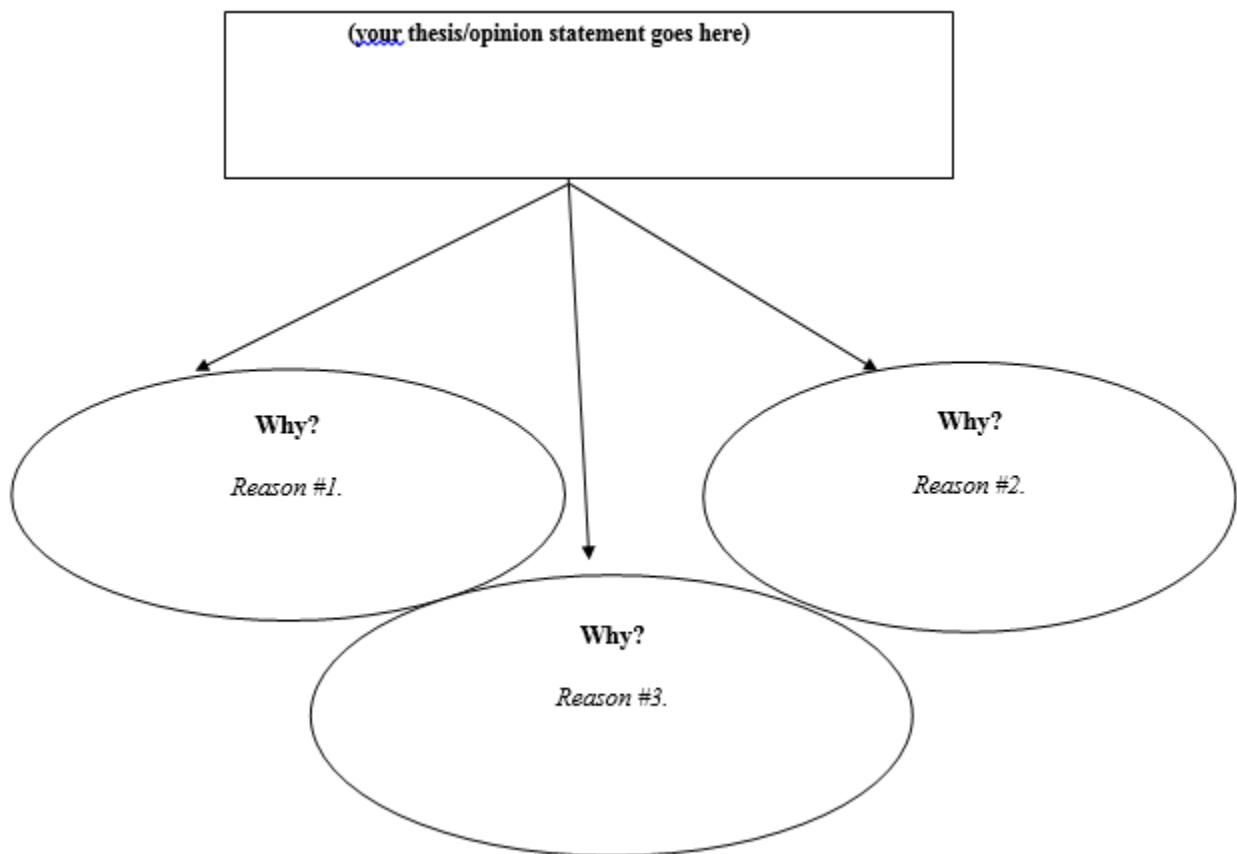 (your thesis/opinion statement goes here)
Why?
Reason #1.
Why?
Reason #2.
Why?
Reason #3.